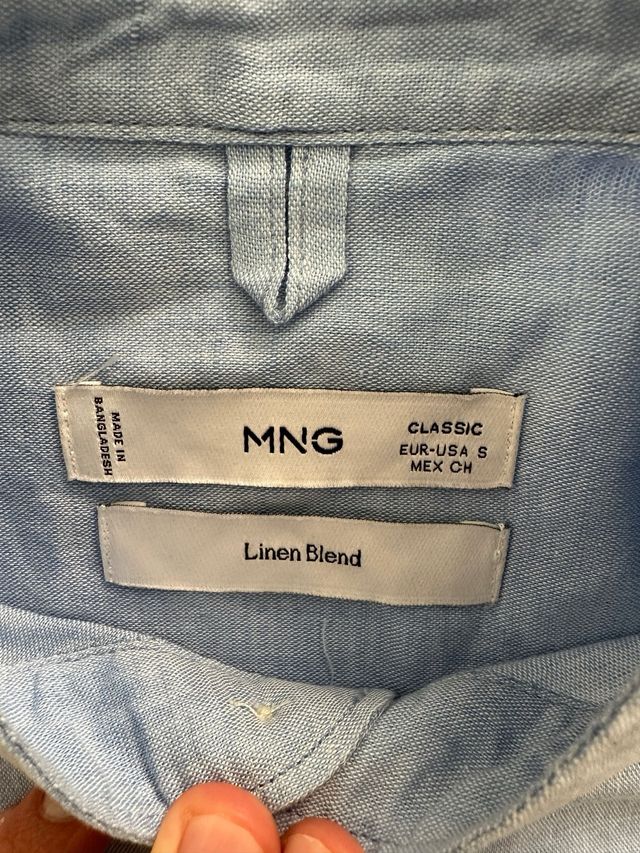 MADE IN
BANGLADESH
MNG
CLASSIC
EUR-USA S
MEX CH
Linen Blend